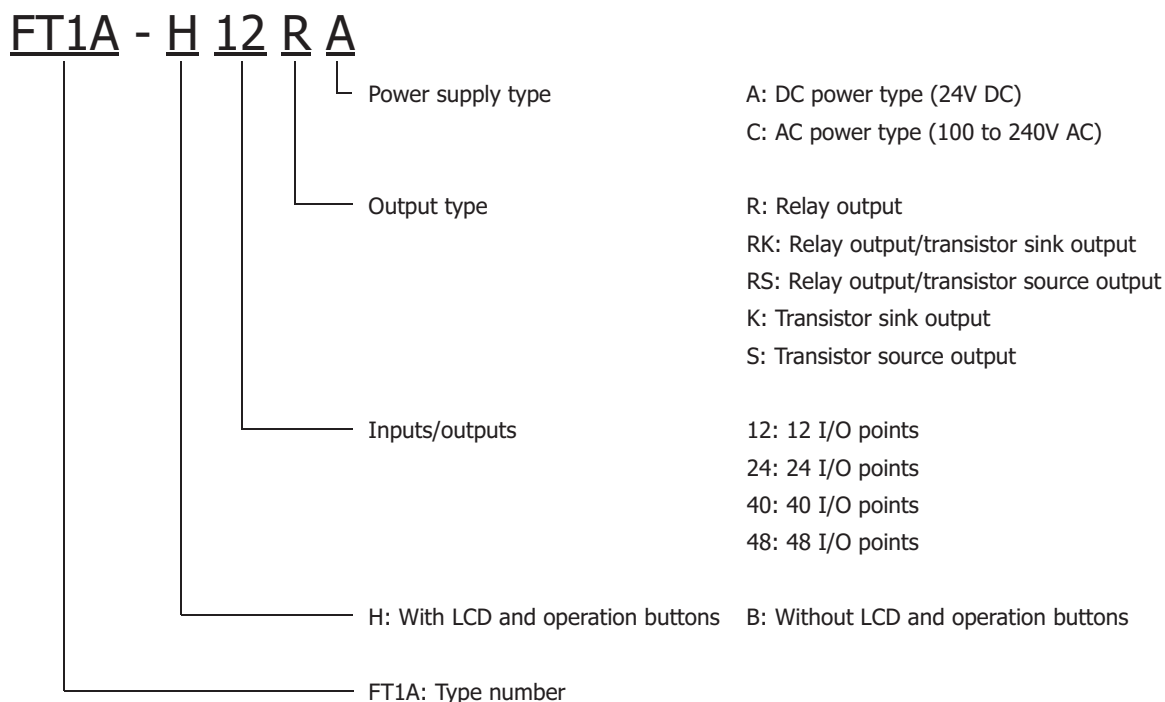 FT1A - H 12 R A
Power supply type A: DC power type (24V DC)
C: AC power type (100 to 240V AC)
Output type R: Relay output
RK: Relay output/transistor sink output
RS: Relay output/transistor source output
K: Transistor sink output
S: Transistor source output
Inputs/outputs 12: 12 I/O points
24: 24 I/O points
40: 40 I/O points
48: 48 I/O points
H: With LCD and operation buttons B: Without LCD and operation buttons
FT1A: Type number